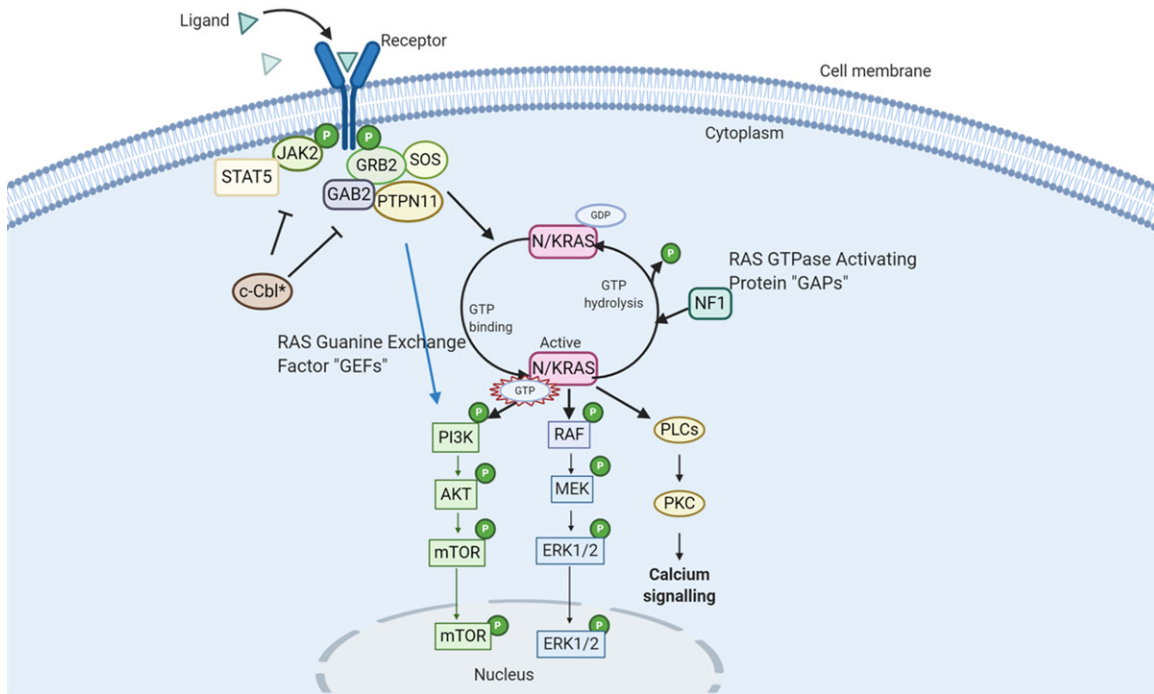 Ligand
Receptor
Cell membrane
Cytoplasm
P
P
JAK2
STAT5
GRB2
SOS
GAB2
PTPN11
c-Cbl*
GDP
N/KRAS
P
RAS GTPase Activating
Protein "GAPs"
GTP
hydrolysis
NF1
GTP
binding
RAS Guanine Exchange
Factor "GEFs"
Active
N/KRAS
GTP
P
PI3K
P
RAF
PLCs
P
AKT
P
MEK
PKC
P
mTOR
P
ERK1/2
Calcium
signalling
P
mTOR
P
ERK1/2
Nucleus